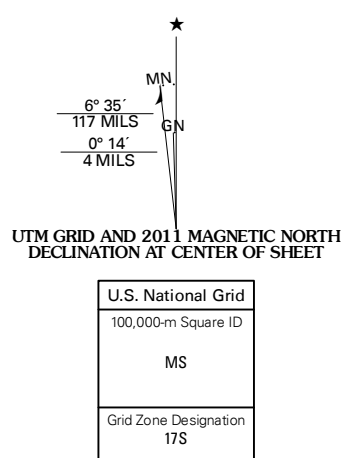 ★
MN.
6° 35´
117 MILS
GN
0° 14´
4 MILS
UTM GRID AND 2011 MAGNETIC NORTH
DECLINATION AT CENTER OF SHEET
U.S. National Grid
100,000-m Square ID
MS
Grid Zone Designation
17S